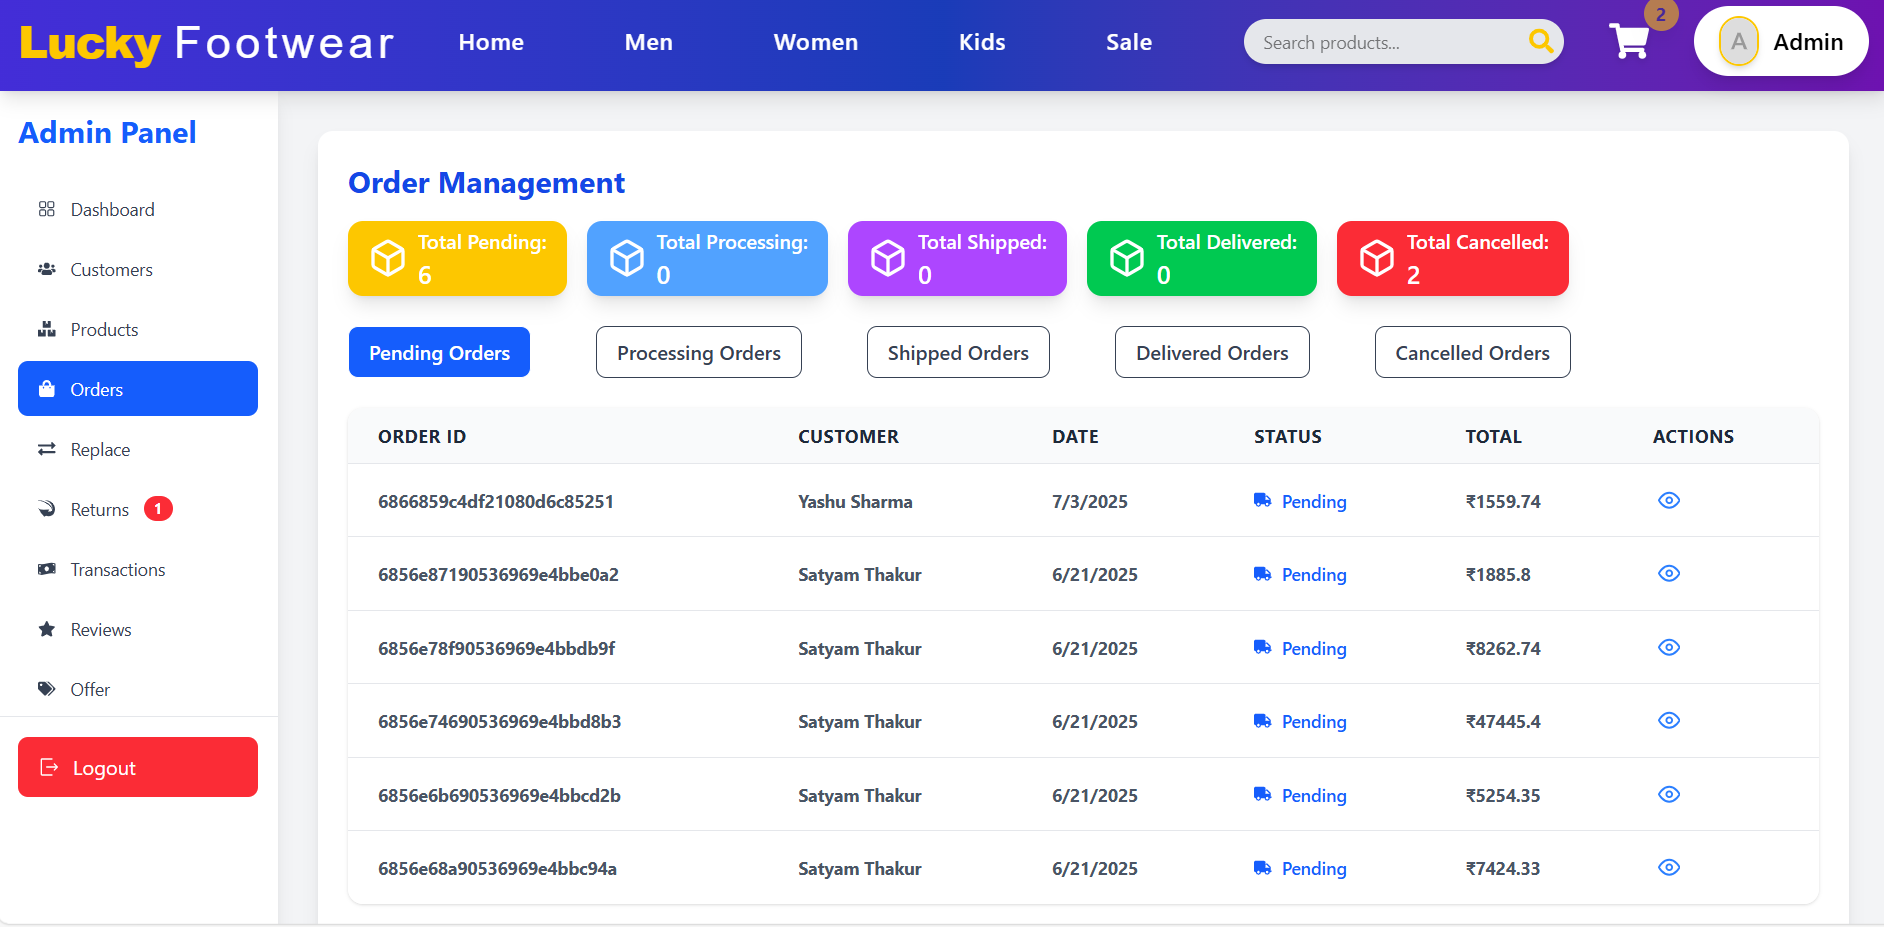 Lucky Footwear Home Men Women Kids Sale Search products... 2 A Admin
Admin Panel
Dashboard
Customers
Products
Orders
Replace
Returns 1
Transactions
Reviews
Offer
Logout
Order Management
Total Pending: 6
Total Processing: 0
Total Shipped: 0
Total Delivered: 0
Total Cancelled: 2
Pending Orders Processing Orders Shipped Orders Delivered Orders Cancelled Orders
ORDER ID CUSTOMER DATE STATUS TOTAL ACTIONS
6866859c4df21080d6c85251 Yashu Sharma 7/3/2025 Pending ₹1559.74
6856e87190536969e4bbe0a2 Satyam Thakur 6/21/2025 Pending ₹1885.8
6856e78f90536969e4bbdb9f Satyam Thakur 6/21/2025 Pending ₹8262.74
6856e74690536969e4bbd8b3 Satyam Thakur 6/21/2025 Pending ₹47445.4
6856e6b690536969e4bbcd2b Satyam Thakur 6/21/2025 Pending ₹5254.35
6856e68a90536969e4bbc94a Satyam Thakur 6/21/2025 Pending ₹7424.33